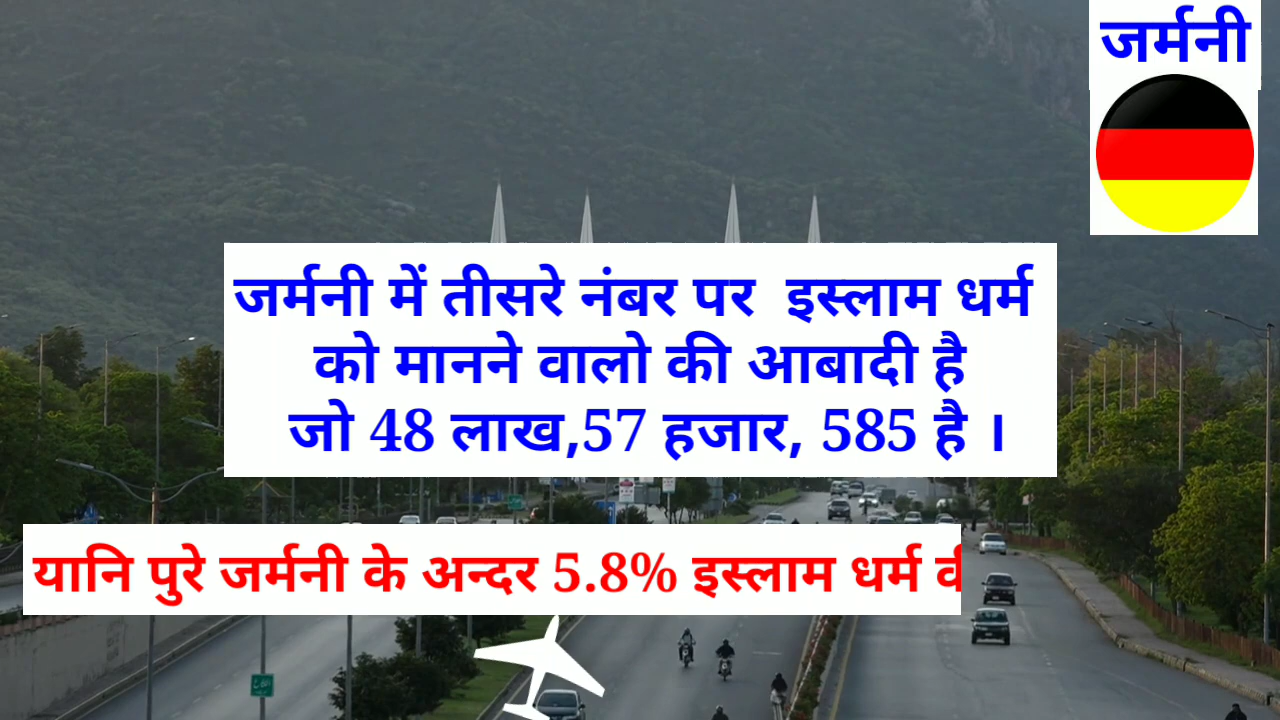 जर्मनी
जर्मनी में तीसरे नंबर पर इस्लाम धर्म
को मानने वालो की आबादी है
जो 48 लाख,57 हजार, 585 है ।
यानि पुरे जर्मनी के अन्दर 5.8% इस्लाम धर्म